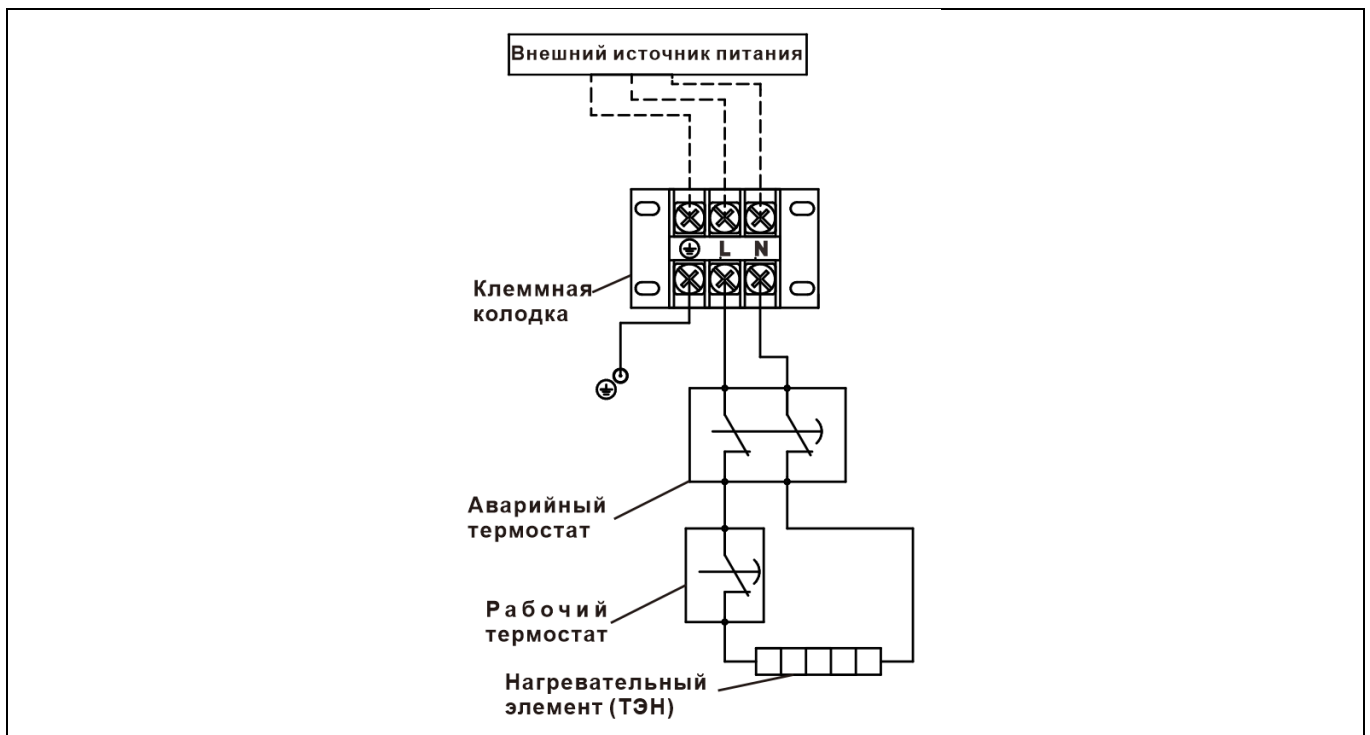 Внешний источник питания
L N
Клеммная
колодка
Аварийный
термостат
Рабочий
термостат
Нагревательный
элемент (ТЭН)